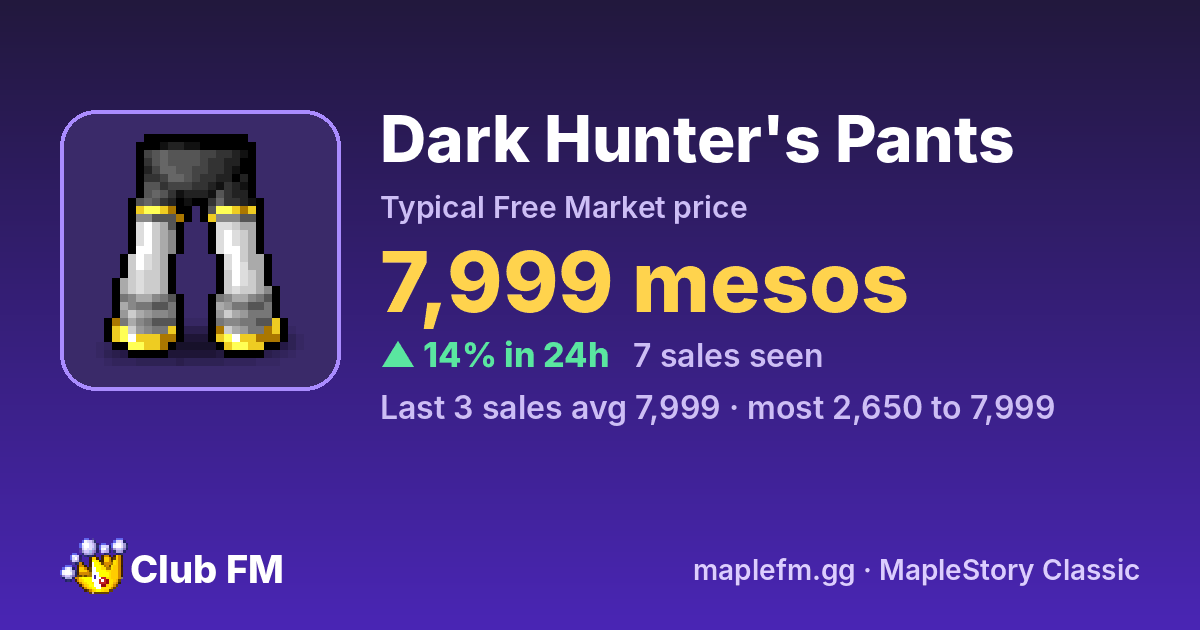 Dark Hunter's Pants
Typical Free Market price
7,999 mesos
▲ 14% in 24h 7 sales seen
Last 3 sales avg 7,999 · most 2,650 to 7,999
Club FM
maplefm.gg · MapleStory Classic